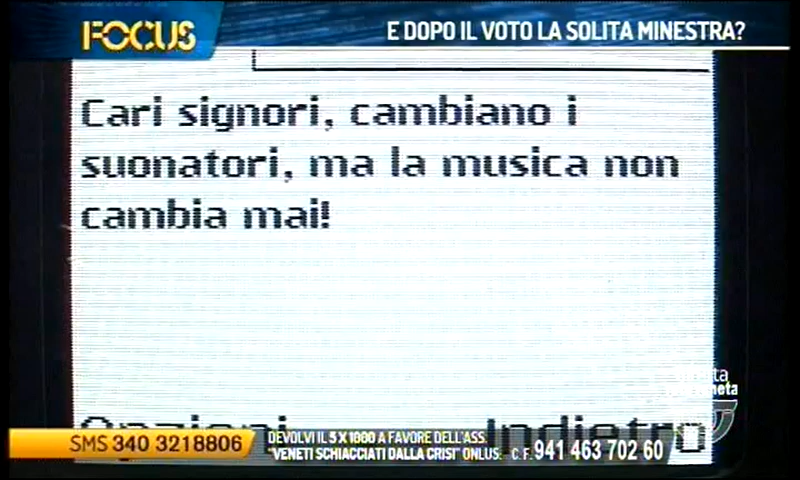 FOCUS
E DOPO IL VOTO LA SOLITA MINESTRA?
Cari signori, cambiano i
suonatori, ma la musica non
cambia mai!
Opzioni
Indietro
SMS 340 3218806
DEVOLVI IL 5 X 1000 A FAVORE DELL'ASS.
"VENETI SCHIACCIATI DALLA CRISI" ONLUS: C. F. 941 463 702 60